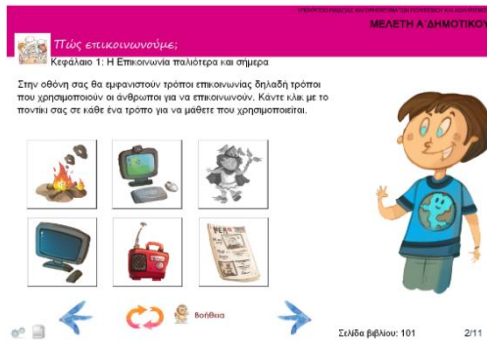 ΜΕΛΕΤΗ Α΄ΔΗΜΟΤΙΚΟΥ
Πώς επικοινωνούμε;
Κεφάλαιο 1: Η Επικοινωνία παλιότερα και σήμερα
Στην οθόνη σας θα εμφανιστούν τρόποι επικοινωνίας δηλαδή τρόποι
που χρησιμοποιούν οι άνθρωποι για να επικοινωνούν. Κάντε κλικ με το
ποντίκι σας σε κάθε ένα τρόπο για να μάθετε που χρησιμοποιείται.
Βοήθεια
Σελίδα βιβλίου: 101
2/11